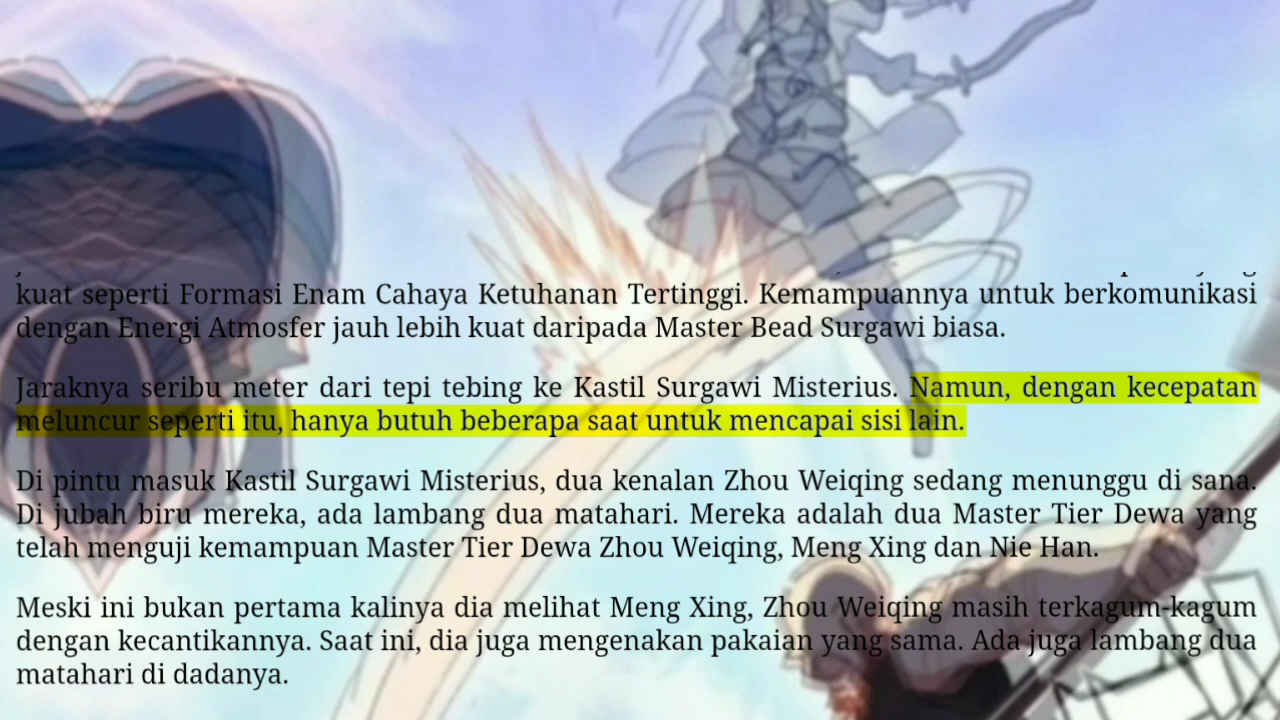 kuat seperti Formasi Enam Cahaya Ketuhanan Tertinggi. Kemampuannya untuk berkomunikasi
dengan Energi Atmosfer jauh lebih kuat daripada Master Bead Surgawi biasa.
Jaraknya seribu meter dari tepi tebing ke Kastil Surgawi Misterius. Namun, dengan kecepatan
meluncur seperti itu, hanya butuh beberapa saat untuk mencapai sisi lain.
Di pintu masuk Kastil Surgawi Misterius, dua kenalan Zhou Weiqing sedang menunggu di sana.
Di jubah biru mereka, ada lambang dua matahari. Mereka adalah dua Master Tier Dewa yang
telah menguji kemampuan Master Tier Dewa Zhou Weiqing, Meng Xing dan Nie Han.
Meski ini bukan pertama kalinya dia melihat Meng Xing, Zhou Weiqing masih terkagum-kagum
dengan kecantikannya. Saat ini, dia juga mengenakan pakaian yang sama. Ada juga lambang dua
matahari di dadanya.